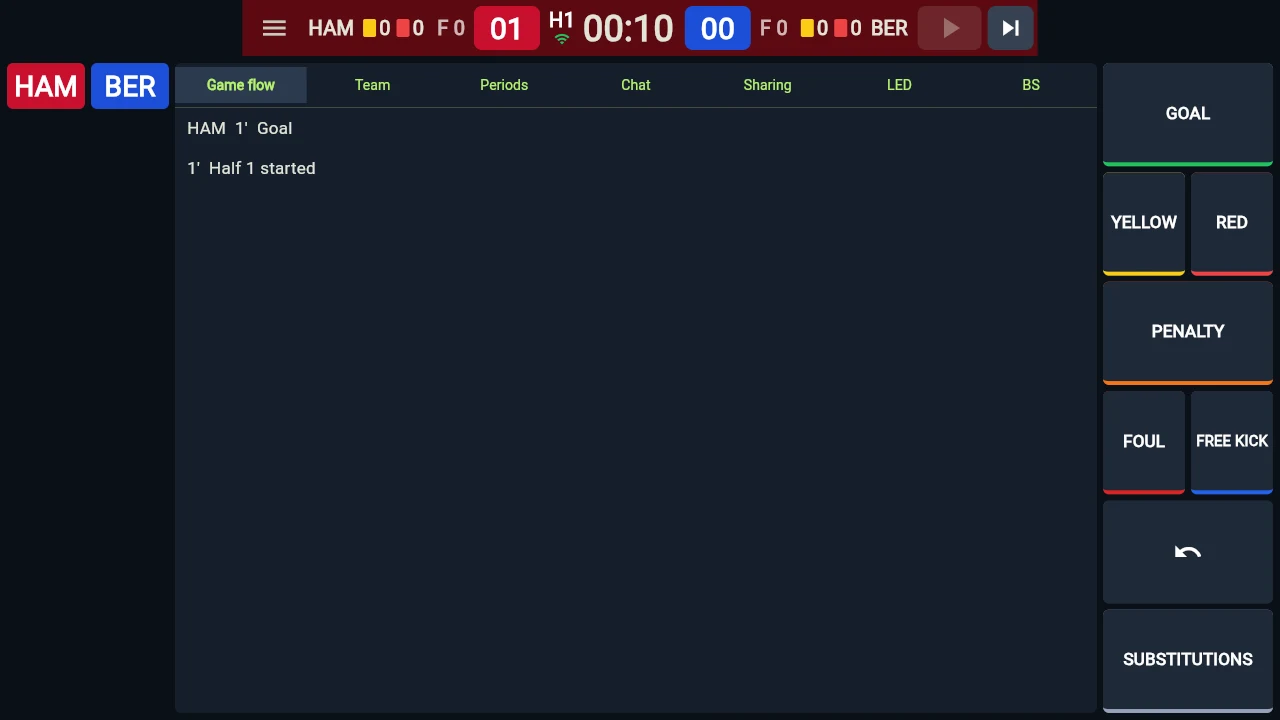 HAM 0 0 F 0 01 H1 00:10 00 F 0 0 0 BER
HAM BER
Game flow Team Periods Chat Sharing LED BS
HAM 1' Goal
1' Half 1 started
GOAL
YELLOW RED
PENALTY
FOUL FREE KICK
SUBSTITUTIONS